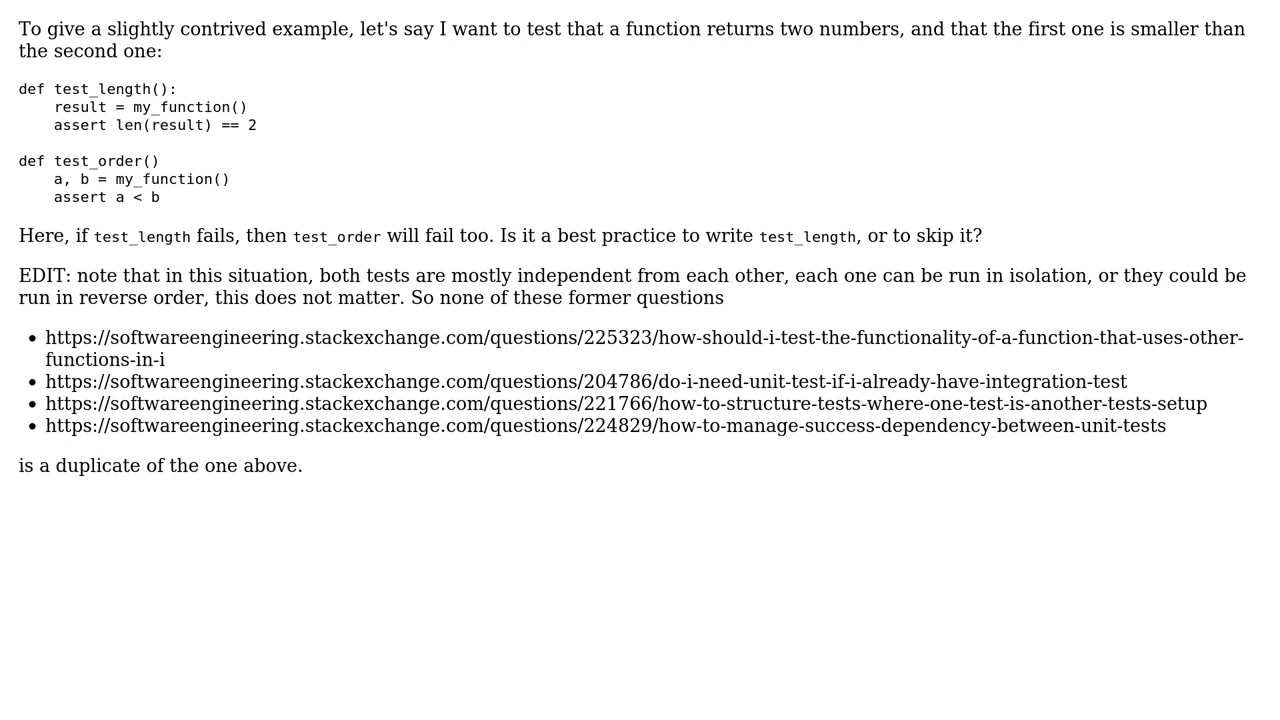 To give a slightly contrived example, let's say I want to test that a function returns two numbers, and that the first one is smaller than
the second one:
def test_length():
    result = my_function()
    assert len(result) == 2
def test_order()
    a, b = my_function()
    assert a < b
Here, if test_length fails, then test_order will fail too. Is it a best practice to write test_length, or to skip it?
EDIT: note that in this situation, both tests are mostly independent from each other, each one can be run in isolation, or they could be
run in reverse order, this does not matter. So none of these former questions
• https://softwareengineering.stackexchange.com/questions/225323/how-should-i-test-the-functionality-of-a-function-that-uses-other-
functions-in-i
• https://softwareengineering.stackexchange.com/questions/204786/do-i-need-unit-test-if-i-already-have-integration-test
• https://softwareengineering.stackexchange.com/questions/221766/how-to-structure-tests-where-one-test-is-another-tests-setup
• https://softwareengineering.stackexchange.com/questions/224829/how-to-manage-success-dependency-between-unit-tests
is a duplicate of the one above.